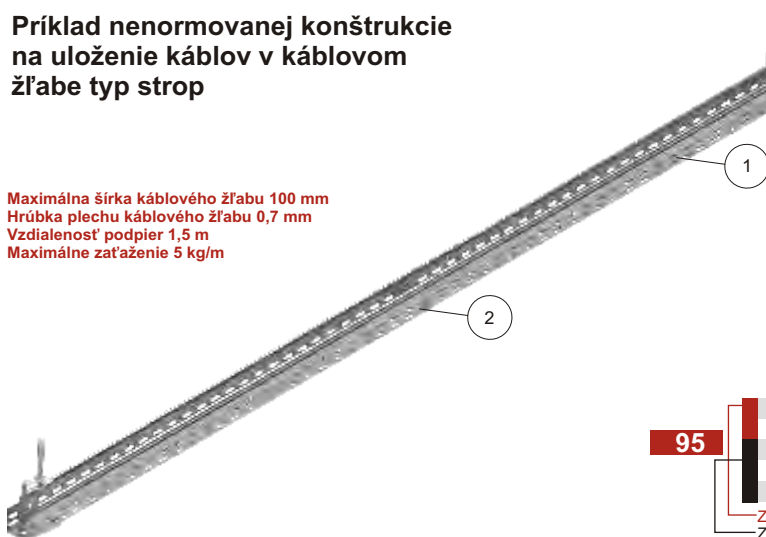 Príklad nenormovanej konštrukcie
na uloženie káblov v káblovom
žľabe typ strop
Maximálna šírka káblového žľabu 100 mm
Hrúbka plechu káblového žľabu 0,7 mm
Vzdialenosť podpier 1,5 m
Maximálne zaťaženie 5 kg/m
1
2
95
Z
Z